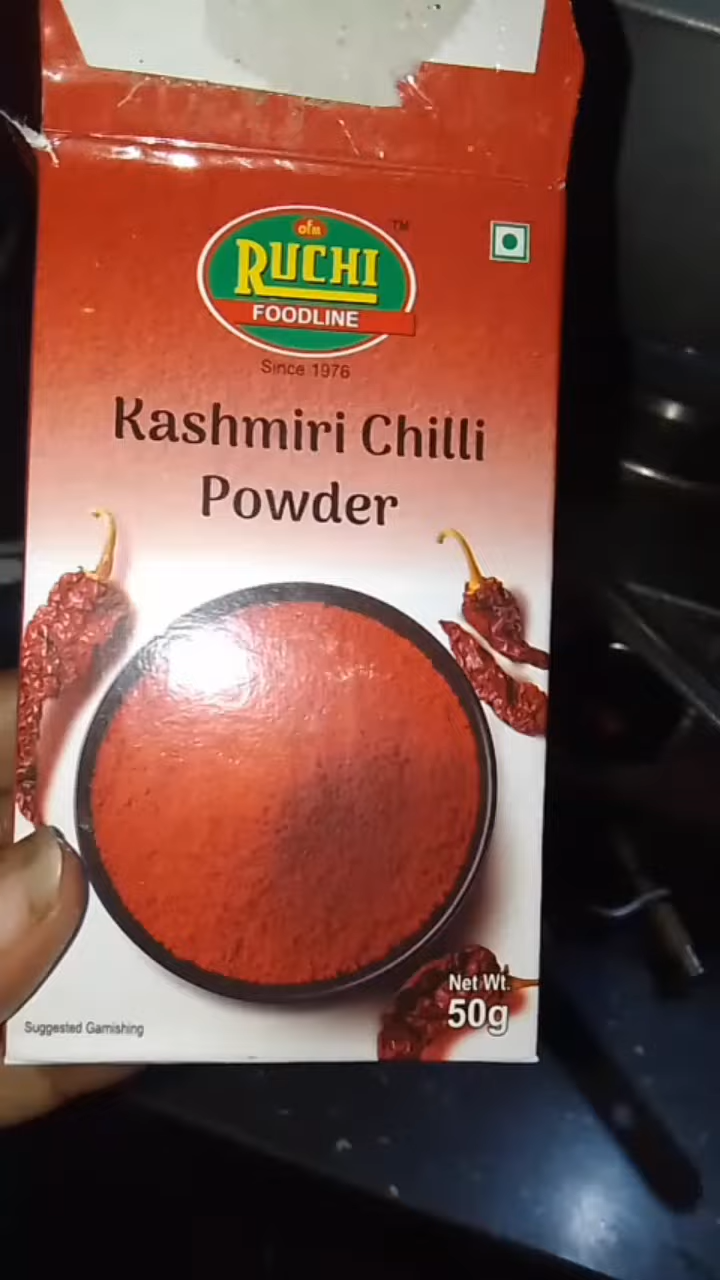 OFM
RUCHI
TM
FOODLINE
Since 1976
Kashmiri Chilli
Powder
Net Wt.
50g
Suggested Garnishing